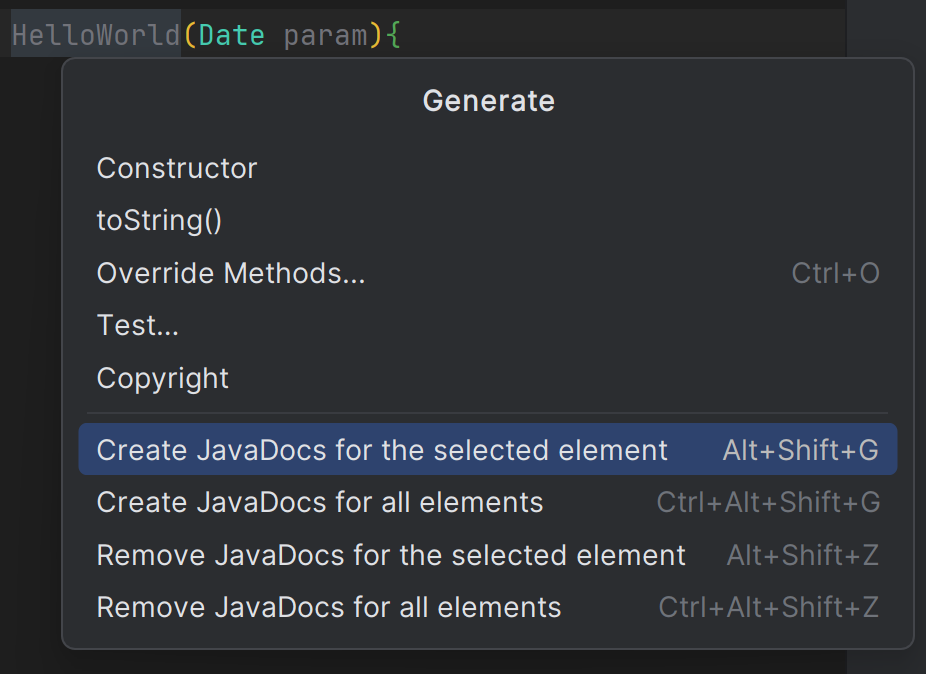 HelloWorld(Date param){
Generate
Constructor
toString()
Override Methods... Ctrl+O
Test...
Copyright
Create JavaDocs for the selected element Alt+Shift+G
Create JavaDocs for all elements Ctrl+Alt+Shift+G
Remove JavaDocs for the selected element Alt+Shift+Z
Remove JavaDocs for all elements Ctrl+Alt+Shift+Z